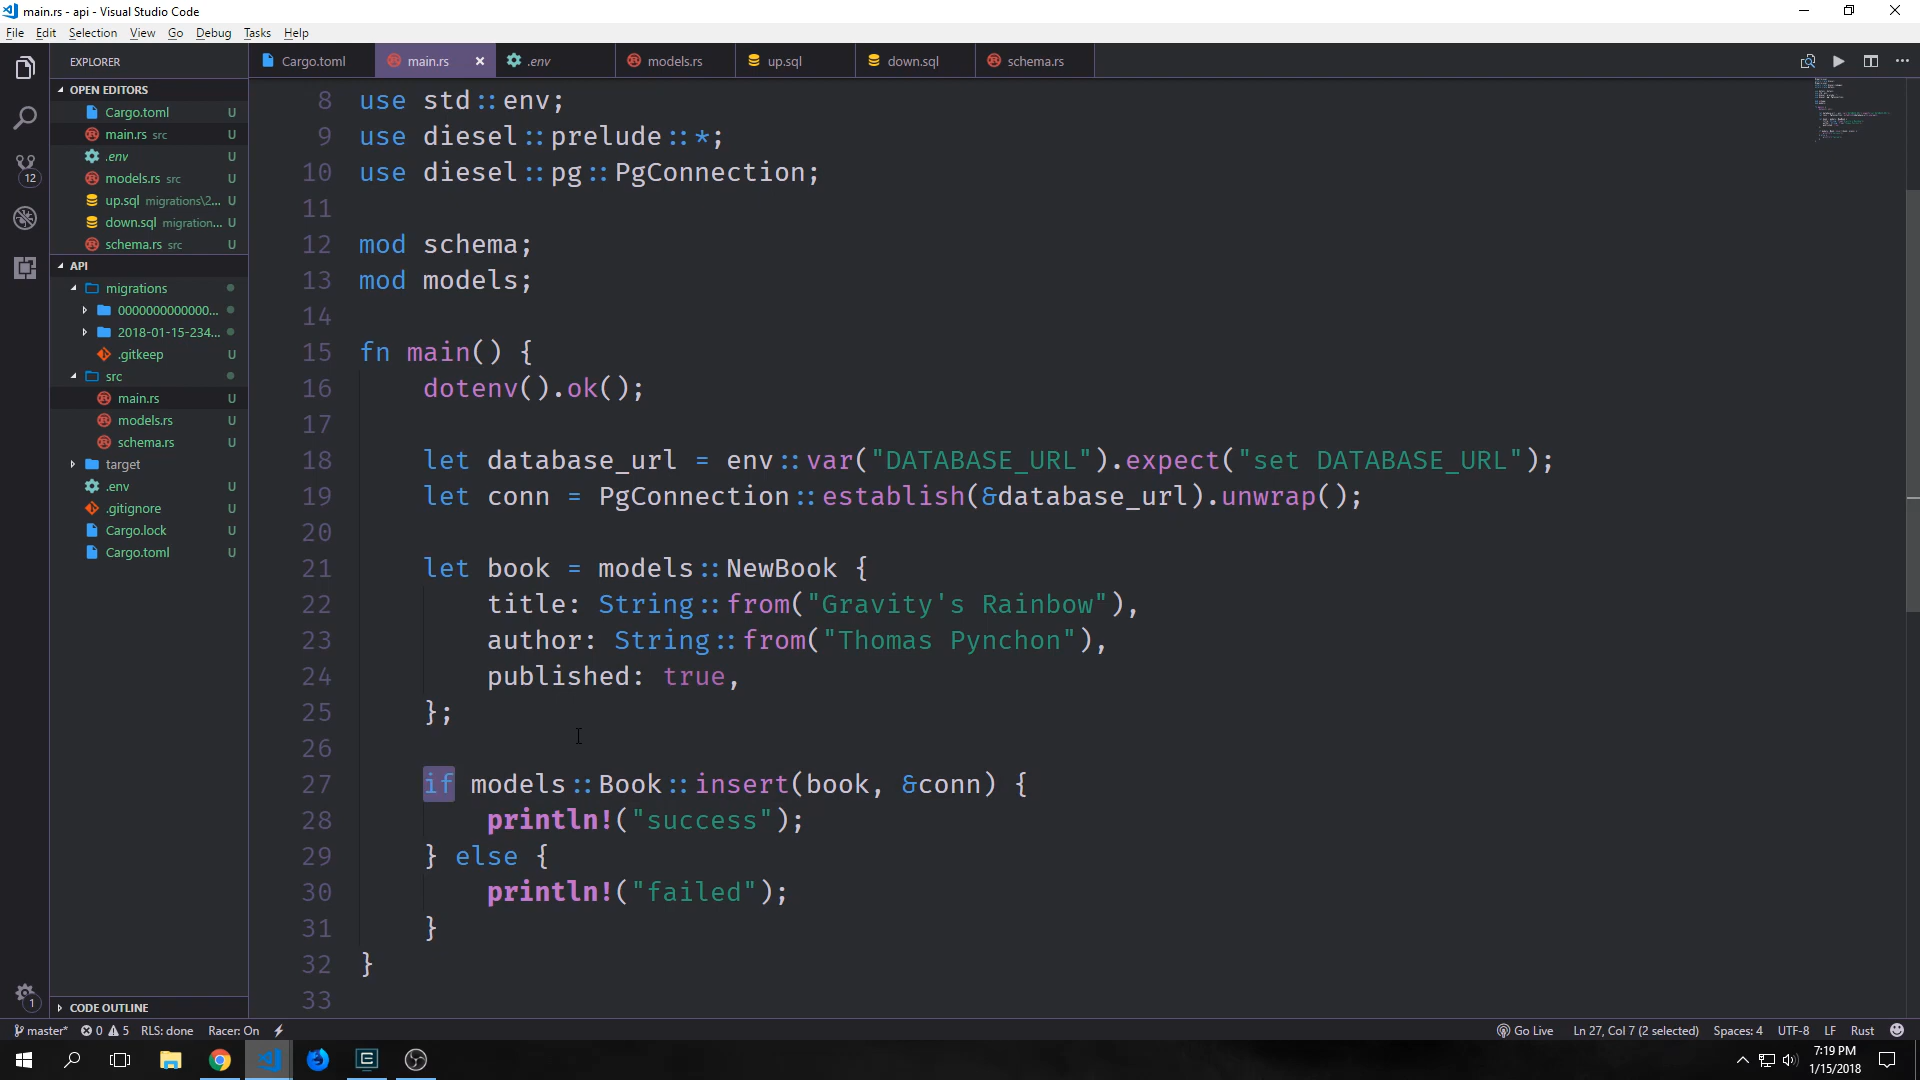 main.rs - api - Visual Studio Code
File Edit Selection View Go Debug Tasks Help
EXPLORER
OPEN EDITORS
Cargo.toml U
main.rs src U
.env U
models.rs src U
up.sql migrations\2... U
down.sql migration... U
schema.rs src U
API
migrations
0000000000000...
2018-01-15-234...
.gitkeep U
src
main.rs U
models.rs U
schema.rs U
target
.env U
.gitignore U
Cargo.lock U
Cargo.toml U
CODE OUTLINE
12
1
Cargo.toml main.rs .env models.rs up.sql down.sql schema.rs
8 use std::env;
9 use diesel::prelude::*;
10 use diesel::pg::PgConnection;
11
12 mod schema;
13 mod models;
14
15 fn main() {
16 dotenv().ok();
17
18 let database_url = env::var("DATABASE_URL").expect("set DATABASE_URL");
19 let conn = PgConnection::establish(&database_url).unwrap();
20
21 let book = models::NewBook {
22 title: String::from("Gravity's Rainbow"),
23 author: String::from("Thomas Pynchon"),
24 published: true,
25 };
26
27 if models::Book::insert(book, &conn) {
28 println!("success");
29 } else {
30 println!("failed");
31 }
32 }
33
master* 0 5 RLS: done Racer: On Go Live Ln 27, Col 7 (2 selected) Spaces: 4 UTF-8 LF Rust
7:19 PM
1/15/2018